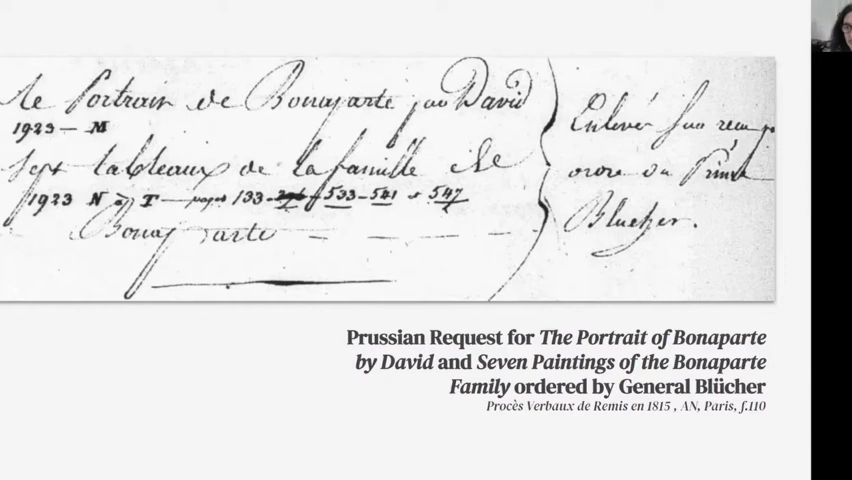 le Portrait de Bonaparte par David
1923 — M
Sept tableaux de la famille de
1923 N à T — pages 133- 533-541 et 547
Bonaparte
Enlevé sur
ordre du Prince
Blucher.
Prussian Request for The Portrait of Bonaparte
by David and Seven Paintings of the Bonaparte
Family ordered by General Blücher
Procès Verbaux de Remis en 1815 , AN, Paris, f.110